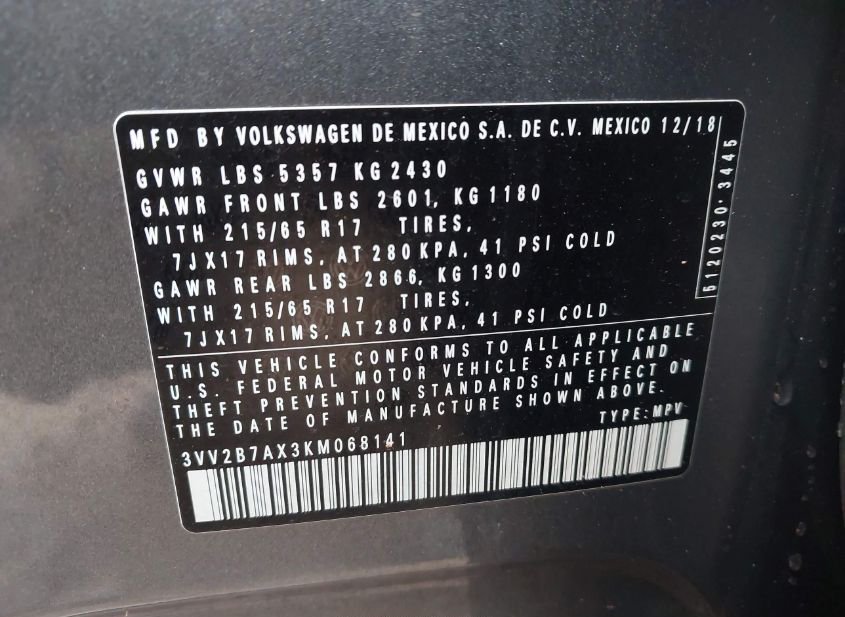 MFD BY VOLKSWAGEN DE MEXICO S.A. DE C.V. MEXICO 12/18
GVWR LBS 5357 KG 2430
GAWR FRONT LBS 2601, KG 1180
WITH 215/65 R17 TIRES,
7JX17 RIMS, AT 280 KPA, 41 PSI COLD
GAWR REAR LBS 2866, KG 1300
WITH 215/65 R17 TIRES,
7JX17 RIMS, AT 280 KPA, 41 PSI COLD
5120230-3445
THIS VEHICLE CONFORMS TO ALL APPLICABLE
U.S. FEDERAL MOTOR VEHICLE SAFETY AND
THEFT PREVENTION STANDARDS IN EFFECT ON
THE DATE OF MANUFACTURE SHOWN ABOVE.
TYPE: MPV
3VV2B7AX3KM068141